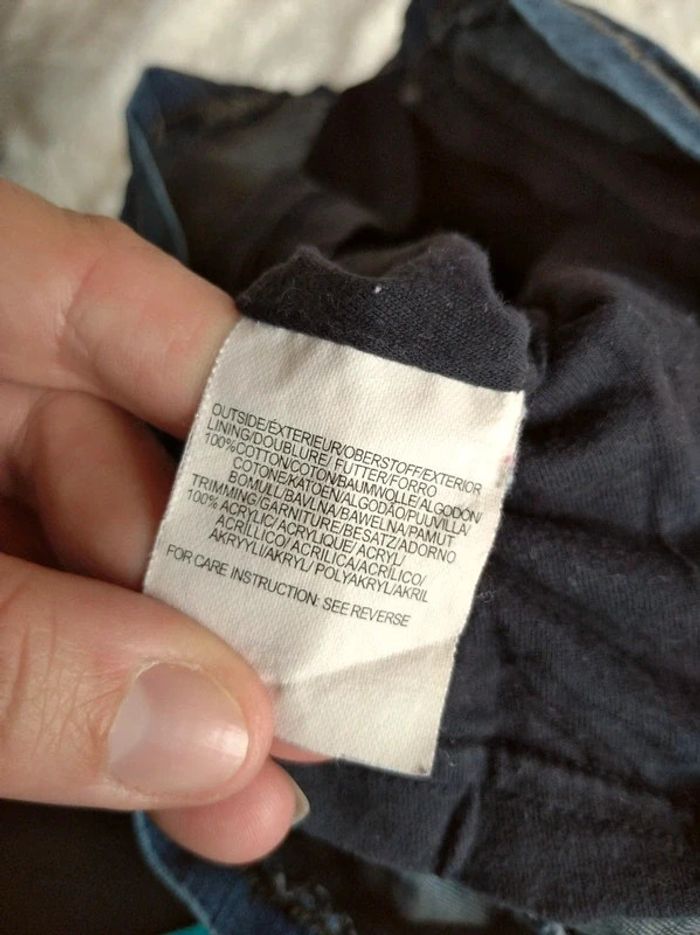 OUTSIDE/EXTERIEUR/OBERSTOFF/EXTERIOR
LINING/DOUBLURE/ FUTTER/FORRO
100%COTTON/COTON/BAUMWOLLE/ALGODÓN/
COTONE/KATOEN/ALGODÃO/PUUVILLA/
BOMULL/BAVLNA/BAWELNA/PAMUT
TRIMMING/GARNITURE/BESATZ/ADORNO
100% ACRYLIC/ACRYLIQUE/ ACRYL/
ACRÍLLICO/ ACRILICA/ACRÍLICO/
AKRYYLI/AKRYL/ POLYAKRYL/AKRIL
FOR CARE INSTRUCTION: SEE REVERSE